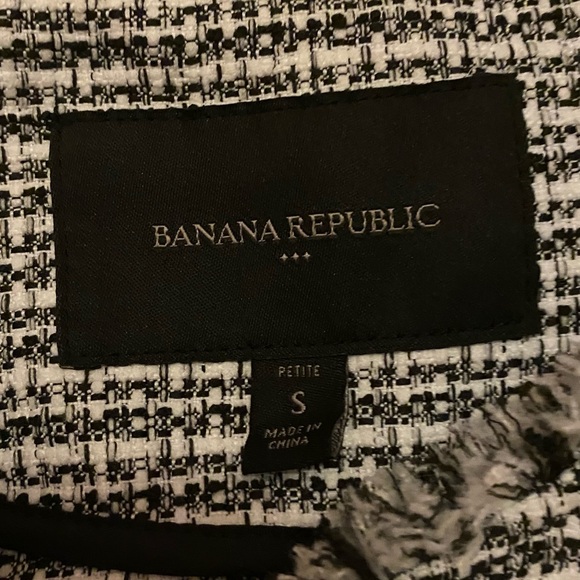 BANANA REPUBLIC
PETITE
S
MADE IN
CHINA